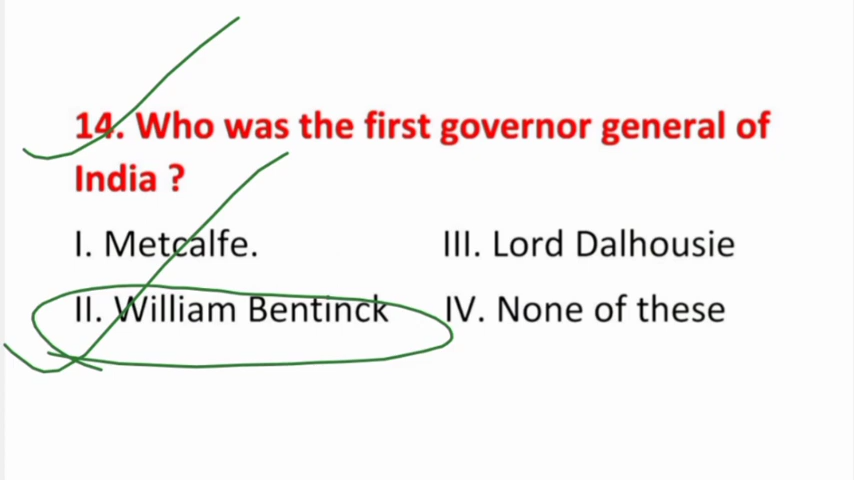 14. Who was the first governor general of
India ?
I. Metcalfe. III. Lord Dalhousie
II. William Bentinck IV. None of these